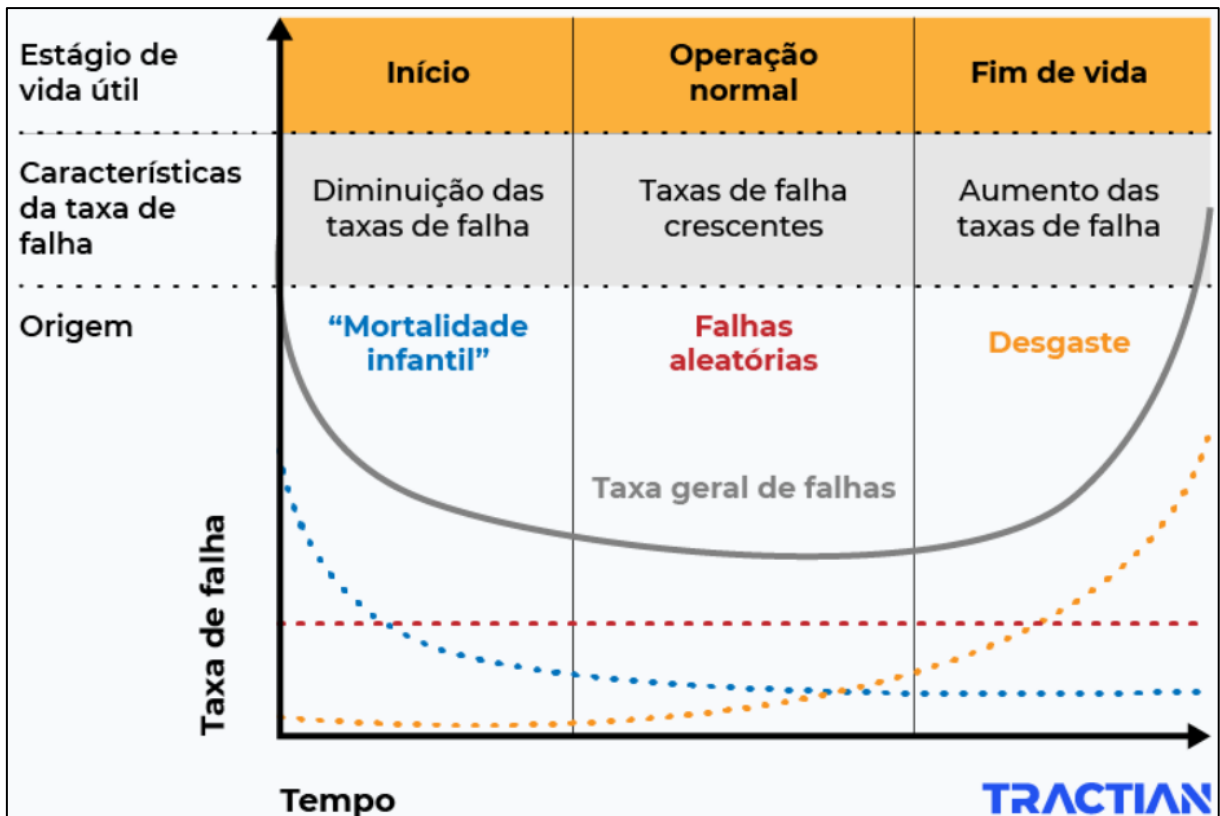 Estágio de
vida útil
Início
Operação
normal
Fim de vida
Características
da taxa de
falha
Diminuição das
taxas de falha
Taxas de falha
crescentes
Aumento das
taxas de falha
Origem
“Mortalidade
infantil”
Falhas
aleatórias
Desgaste
Taxa geral de falhas
Taxa de falha
Tempo
TRACTIAN